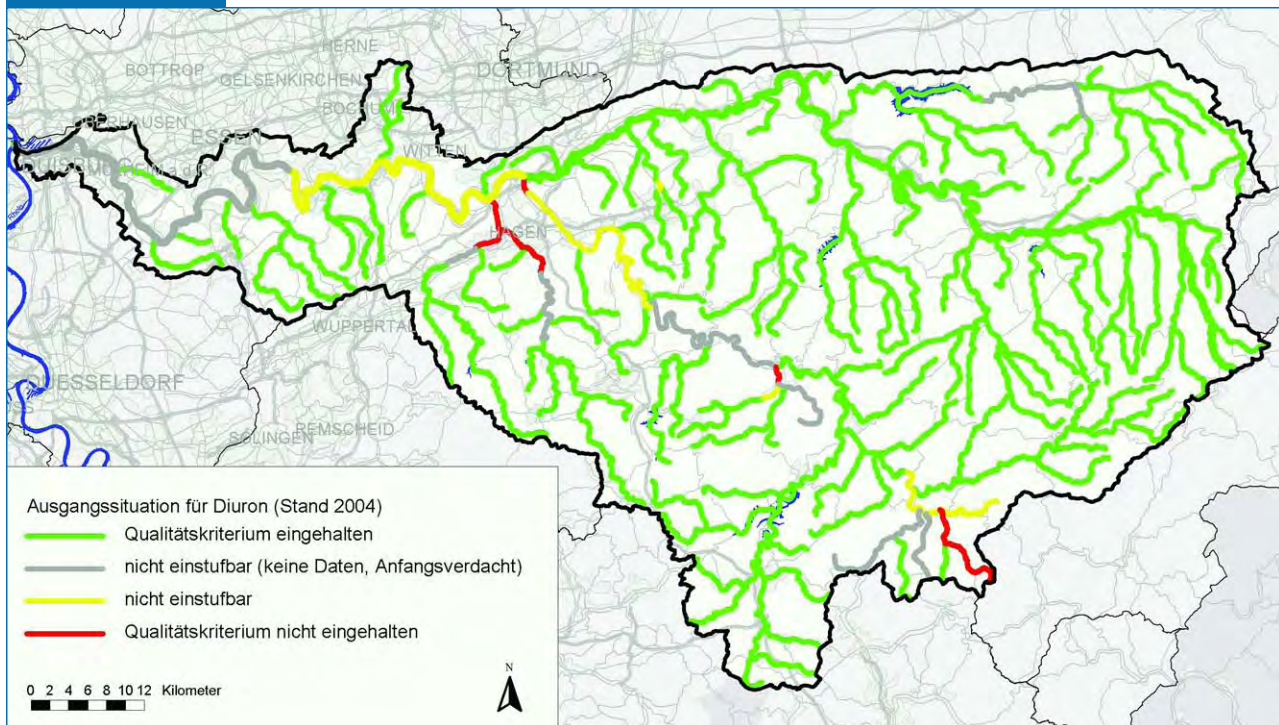 HERNE
BOTTROP
GELSENKIRCHEN
DORTMUND
BOCHUM
OBERHAUSEN
ESSEN
WITTEN
HAGEN
WUPPERTAL
REMSCHEID
SOLINGEN
Ausgangssituation für Diuron (Stand 2004)
Qualitätskriterium eingehalten
nicht einstufbar (keine Daten, Anfangsverdacht)
nicht einstufbar
Qualitätskriterium nicht eingehalten
0 2 4 6 8 10 12 Kilometer
N